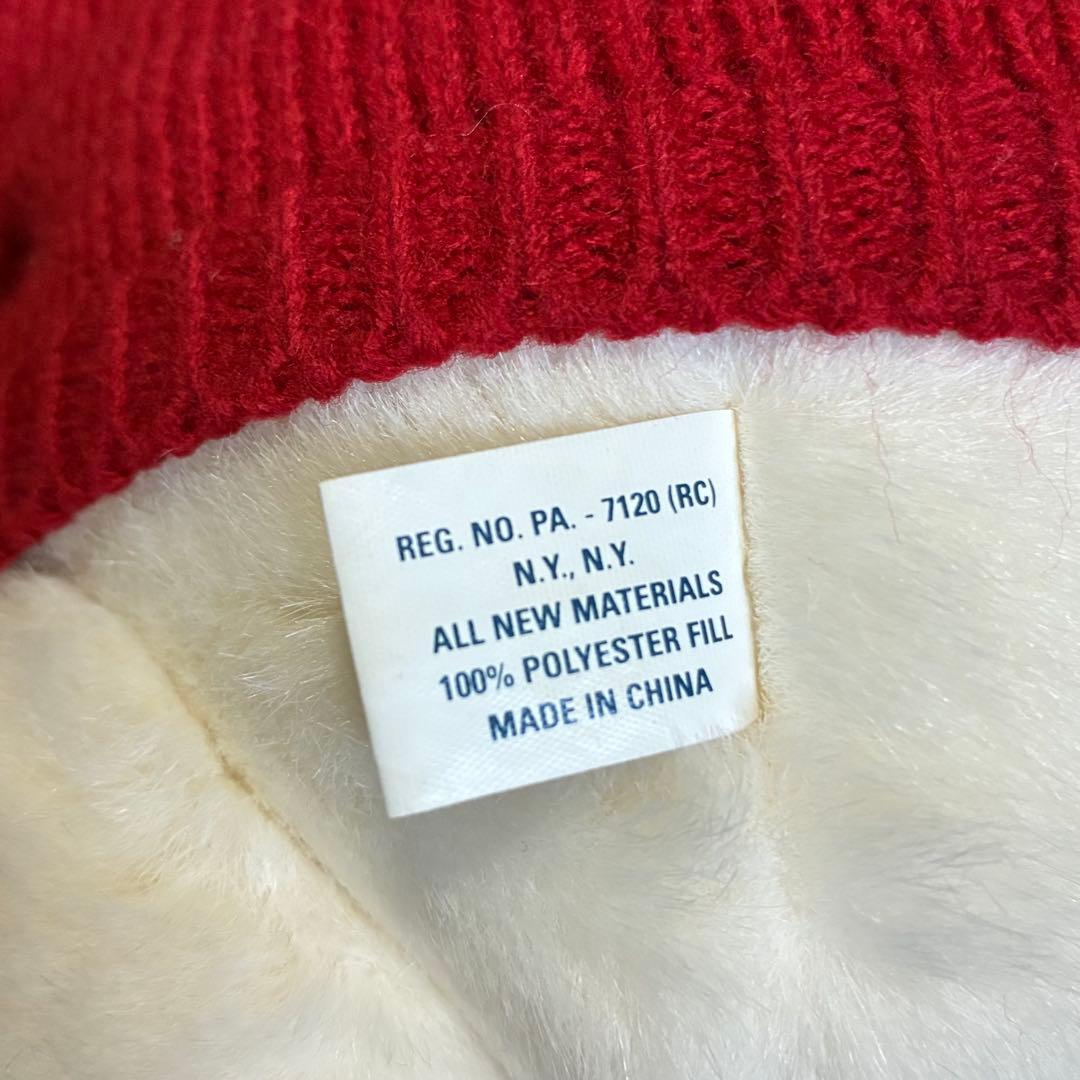 REG. NO. PA. - 7120 (RC)
N.Y., N.Y.
ALL NEW MATERIALS
100% POLYESTER FILL
MADE IN CHINA